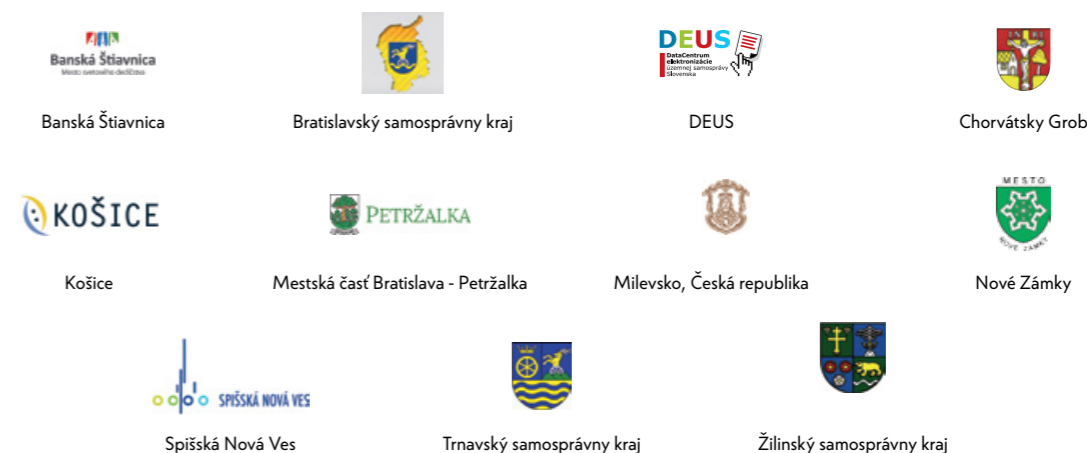 Banská Štiavnica
Mesto svetového dedičstva
DEUS
DataCentrum
elektronizácie
územnej samosprávy
Slovenska
Banská Štiavnica
Bratislavský samosprávny kraj
DEUS
Chorvátsky Grob
KOŠICE
PETRŽALKA
MESTO
NOVÉ ZÁMKY
Košice
Mestská časť Bratislava - Petržalka
Milevsko, Česká republika
Nové Zámky
SPIŠSKÁ NOVÁ VES
Spišská Nová Ves
Trnavský samosprávny kraj
Žilinský samosprávny kraj